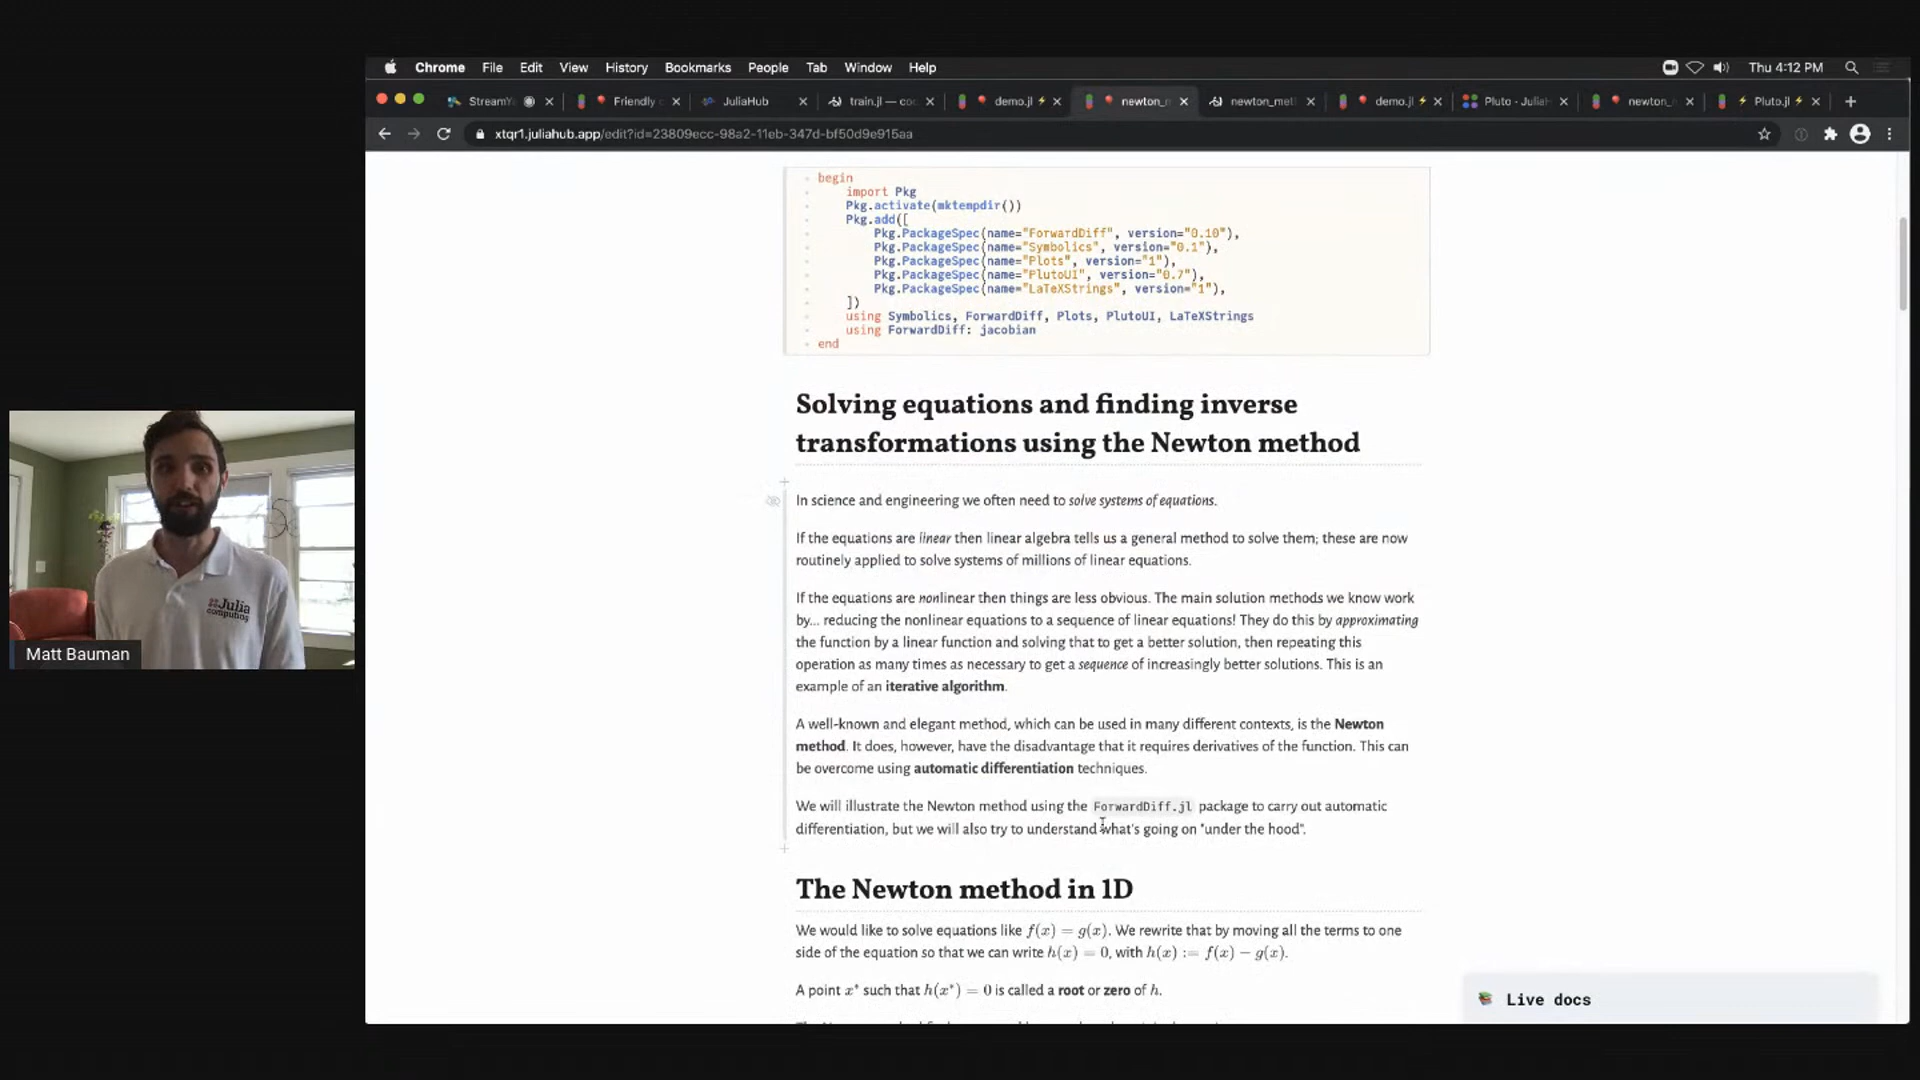 Chrome File Edit View History Bookmarks People Tab Window Help Thu 4:12 PM
StreamY Friendly JuliaHub train.jl — co demo.jl newton_ newton_met demo.jl Pluto - Julia newton_ Pluto.jl
xtqr1.juliahub.app/edit?id=23809ecc-98a2-11eb-347d-bf50d9e915aa
begin
import Pkg
Pkg.activate(mktempdir())
Pkg.add([
Pkg.PackageSpec(name="ForwardDiff", version="0.10"),
Pkg.PackageSpec(name="Symbolics", version="0.1"),
Pkg.PackageSpec(name="Plots", version="1"),
Pkg.PackageSpec(name="PlutoUI", version="0.7"),
Pkg.PackageSpec(name="LaTeXStrings", version="1"),
])
using Symbolics, ForwardDiff, Plots, PlutoUI, LaTeXStrings
using ForwardDiff: jacobian
end
Solving equations and finding inverse
transformations using the Newton method
In science and engineering we often need to solve systems of equations.
If the equations are linear then linear algebra tells us a general method to solve them; these are now
routinely applied to solve systems of millions of linear equations.
If the equations are nonlinear then things are less obvious. The main solution methods we know work
by... reducing the nonlinear equations to a sequence of linear equations! They do this by approximating
the function by a linear function and solving that to get a better solution, then repeating this
operation as many times as necessary to get a sequence of increasingly better solutions. This is an
example of an iterative algorithm.
A well-known and elegant method, which can be used in many different contexts, is the Newton
method. It does, however, have the disadvantage that it requires derivatives of the function. This can
be overcome using automatic differentiation techniques.
We will illustrate the Newton method using the ForwardDiff.jl package to carry out automatic
differentiation, but we will also try to understand what's going on "under the hood".
The Newton method in 1D
We would like to solve equations like f(x) = g(x). We rewrite that by moving all the terms to one
side of the equation so that we can write h(x) = 0, with h(x) := f(x) − g(x).
A point x* such that h(x*) = 0 is called a root or zero of h.
Live docs
Julia
computing
Matt Bauman